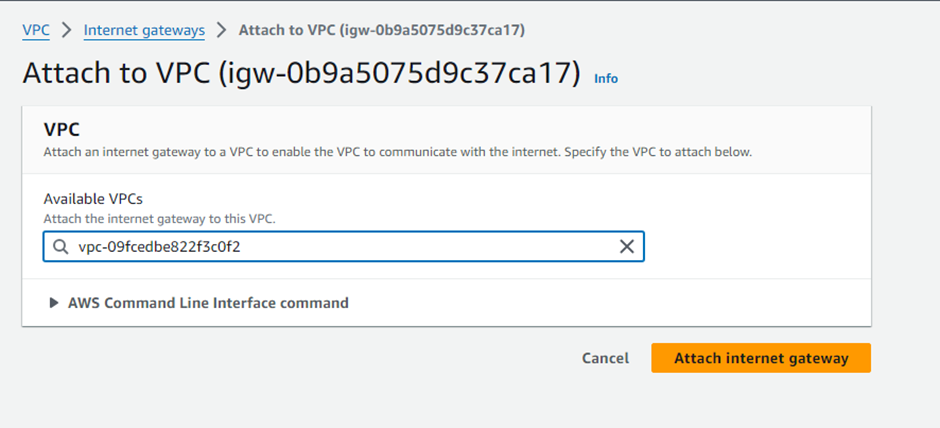 VPC > Internet gateways > Attach to VPC (igw-0b9a5075d9c37ca17)
Attach to VPC (igw-0b9a5075d9c37ca17) Info
VPC
Attach an internet gateway to a VPC to enable the VPC to communicate with the internet. Specify the VPC to attach below.
Available VPCs
Attach the internet gateway to this VPC.
vpc-09fcedbe822f3c0f2
AWS Command Line Interface command
Cancel Attach internet gateway